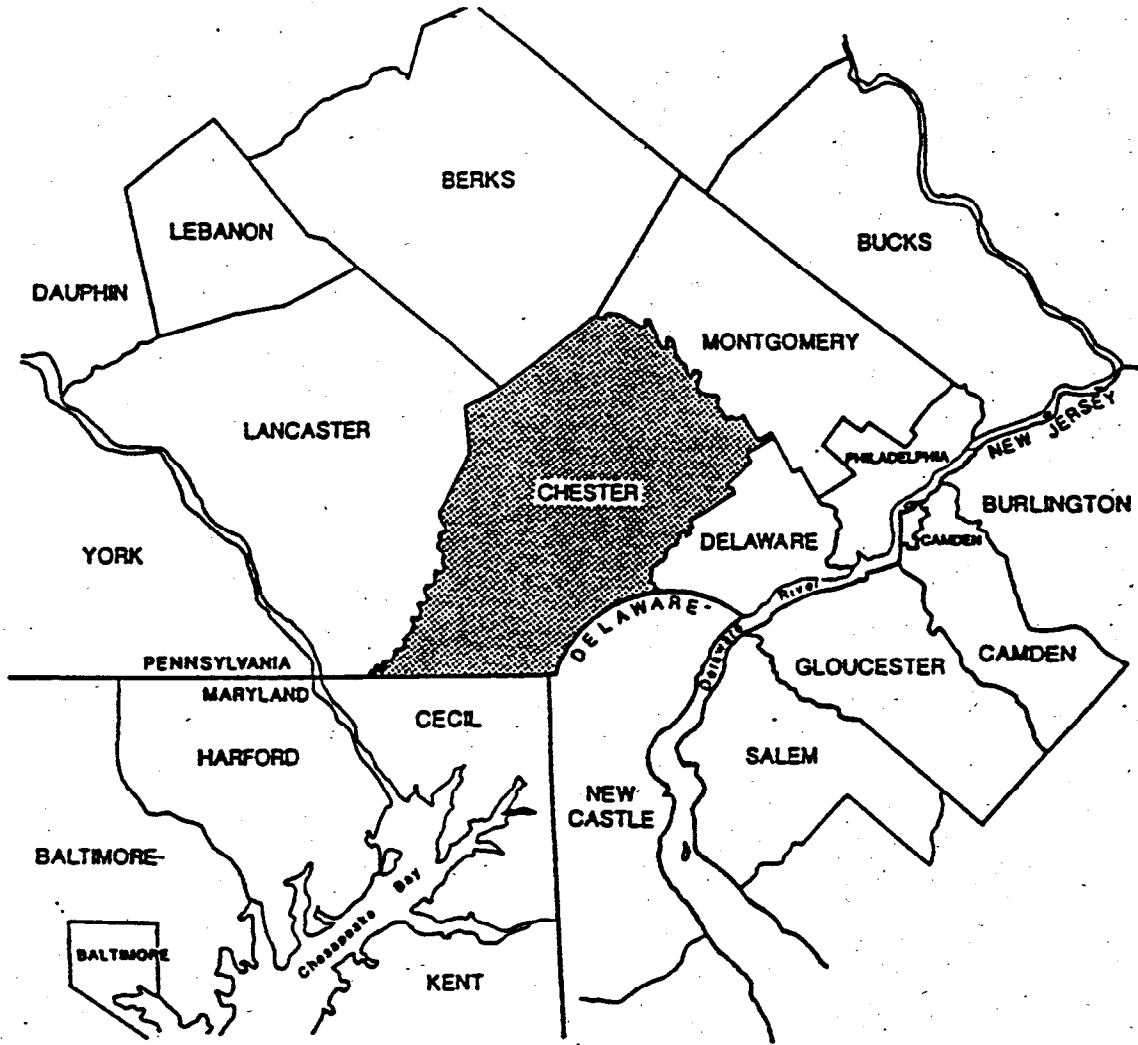 BERKS
LEBANON
BUCKS
DAUPHIN
MONTGOMERY
LANCASTER
NEW JERSEY
PHILADELPHIA
CHESTER
BURLINGTON
YORK
DELAWARE
CAMDEN
River
DELAWARE-
Delaware
PENNSYLVANIA
MARYLAND
GLOUCESTER
CAMDEN
CECIL
HARFORD
SALEM
NEW
CASTLE
BALTIMORE-
Chesapeake Bay
BALTIMORE
KENT